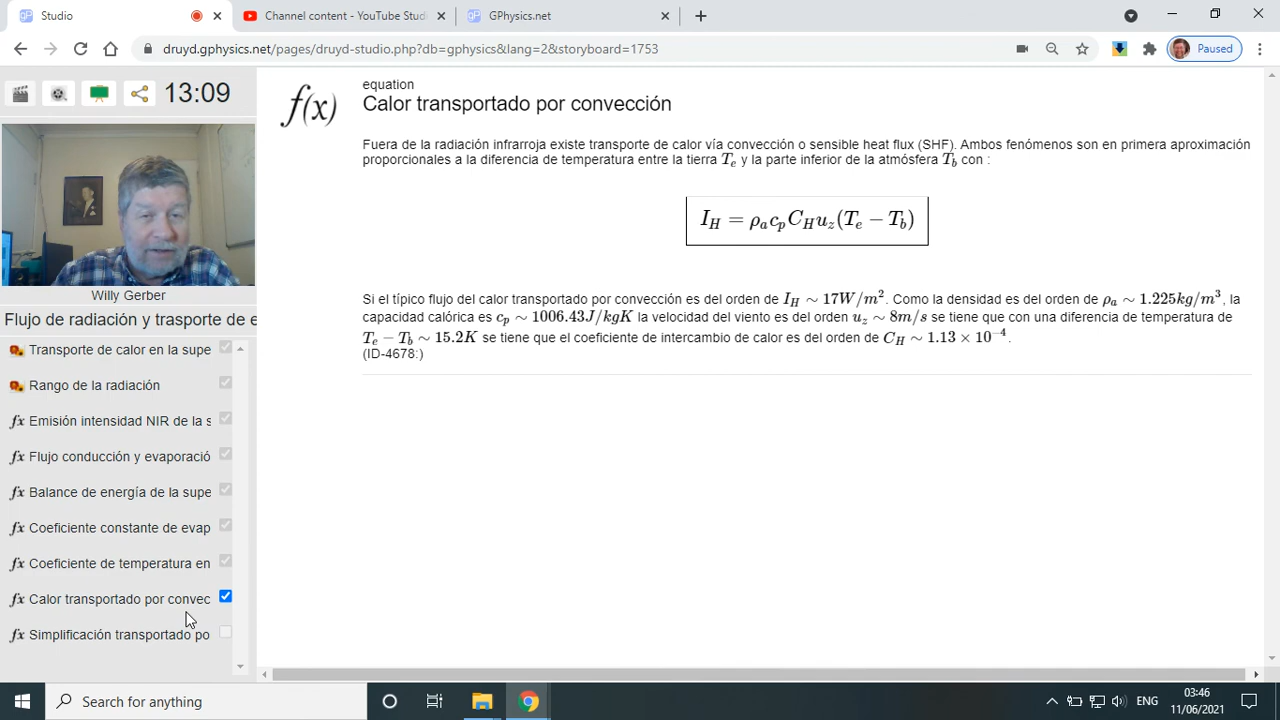 Studio
Channel content - YouTube Studi
GPhysics.net
druyd.gphysics.net/pages/druyd-studio.php?db=gphysics&lang=2&storyboard=1753
Paused
13:09
Willy Gerber
Flujo de radiación y trasporte de e
Transporte de calor en la supe
Rango de la radiación
fx Emisión intensidad NIR de la s
fx Flujo conducción y evaporació
fx Balance de energía de la supe
fx Coeficiente constante de evap
fx Coeficiente de temperatura en
fx Calor transportado por convec
fx Simplificación transportado po
f(x)
equation
Calor transportado por convección
Fuera de la radiación infrarroja existe transporte de calor vía convección o sensible heat flux (SHF). Ambos fenómenos son en primera aproximación
proporcionales a la diferencia de temperatura entre la tierra T_e y la parte inferior de la atmósfera T_b con :
I_H = ρ_a c_p C_H u_z (T_e − T_b)
Si el típico flujo del calor transportado por convección es del orden de I_H ∼ 17W/m². Como la densidad es del orden de ρ_a ∼ 1.225kg/m³, la
capacidad calórica es c_p ∼ 1006.43J/kgK la velocidad del viento es del orden u_z ∼ 8m/s se tiene que con una diferencia de temperatura de
T_e − T_b ∼ 15.2K se tiene que el coeficiente de intercambio de calor es del orden de C_H ∼ 1.13 × 10⁻⁴.
(ID-4678:)
Search for anything
ENG
03:46
11/06/2021